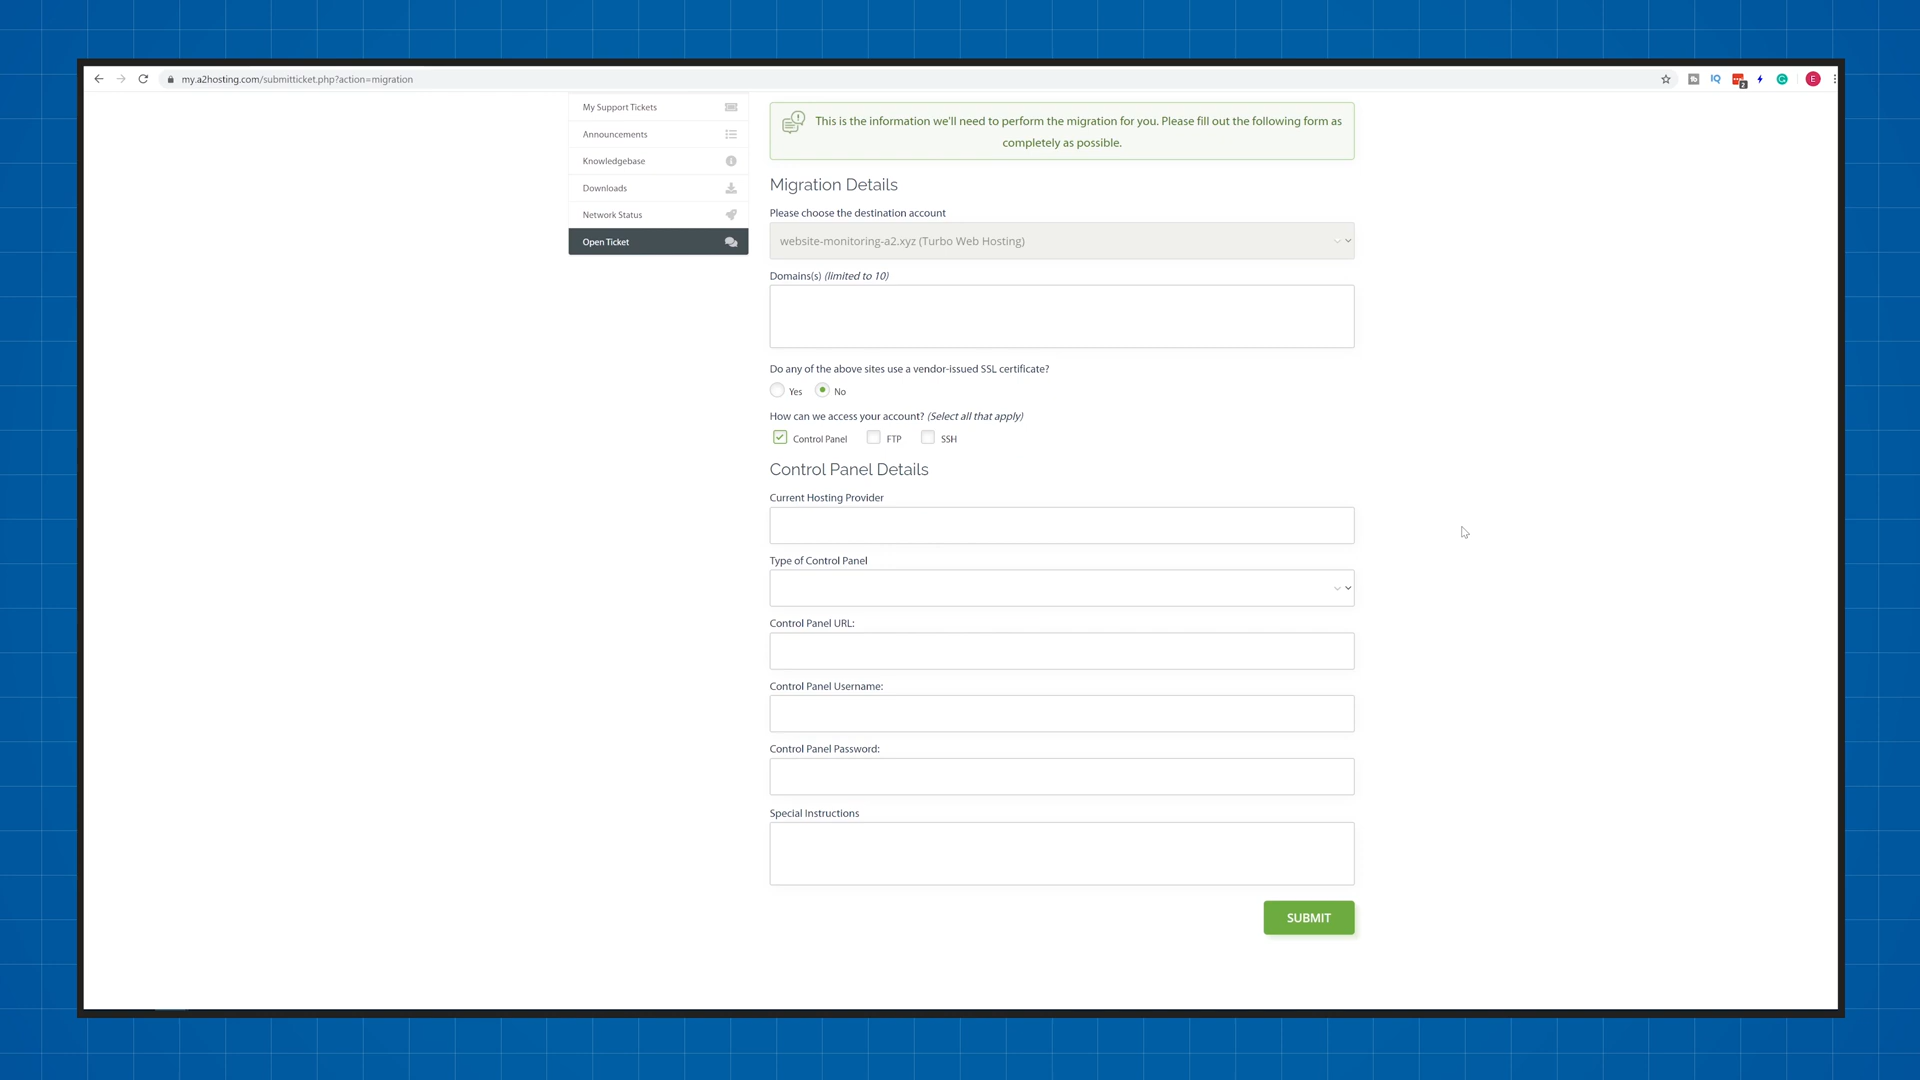 my.a2hosting.com/submitticket.php?action=migration
IQ
2
E
My Support Tickets
Announcements
Knowledgebase
Downloads
Network Status
Open Ticket
This is the information we'll need to perform the migration for you. Please fill out the following form as
completely as possible.
Migration Details
Please choose the destination account
website-monitoring-a2.xyz (Turbo Web Hosting)
Domains(s) (limited to 10)
Do any of the above sites use a vendor-issued SSL certificate?
Yes No
How can we access your account? (Select all that apply)
Control Panel FTP SSH
Control Panel Details
Current Hosting Provider
Type of Control Panel
Control Panel URL:
Control Panel Username:
Control Panel Password:
Special Instructions
SUBMIT